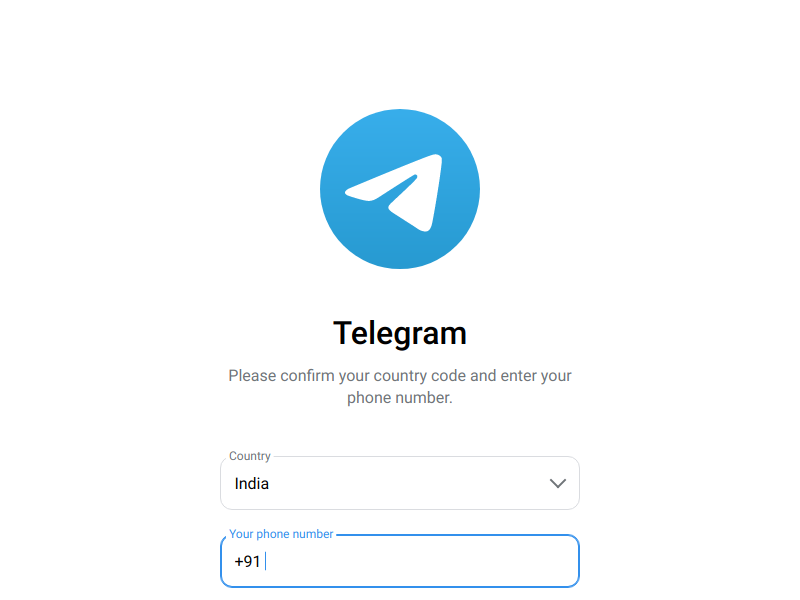 Telegram
Please confirm your country code and enter your
phone number.
Country
India
Your phone number
+91